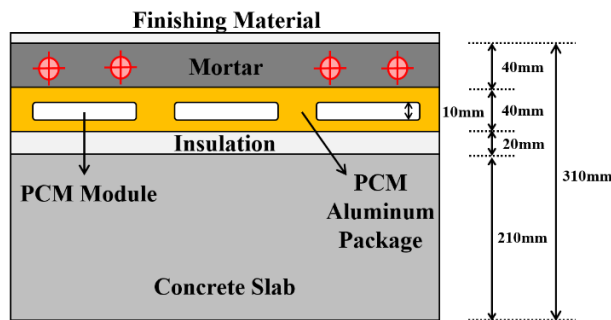 Finishing Material
Mortar
40mm
10mm
40mm
Insulation
20mm
PCM Module
PCM
Aluminum
Package
310mm
210mm
Concrete Slab